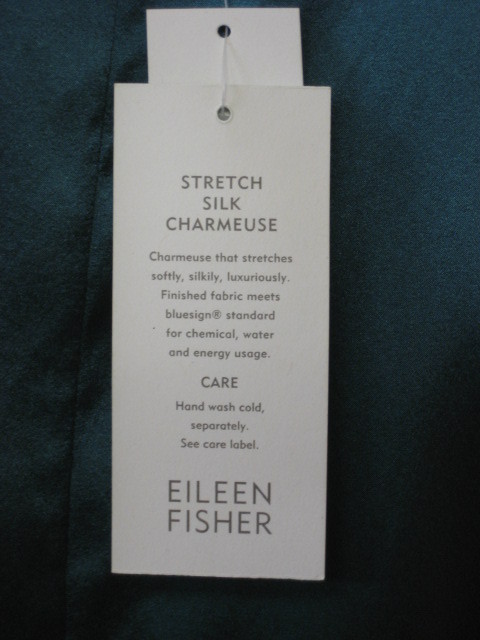 STRETCH
SILK
CHARMEUSE
Charmeuse that stretches
softly, silkily, luxuriously.
Finished fabric meets
bluesign® standard
for chemical, water
and energy usage.
CARE
Hand wash cold,
separately.
See care label.
EILEEN
FISHER